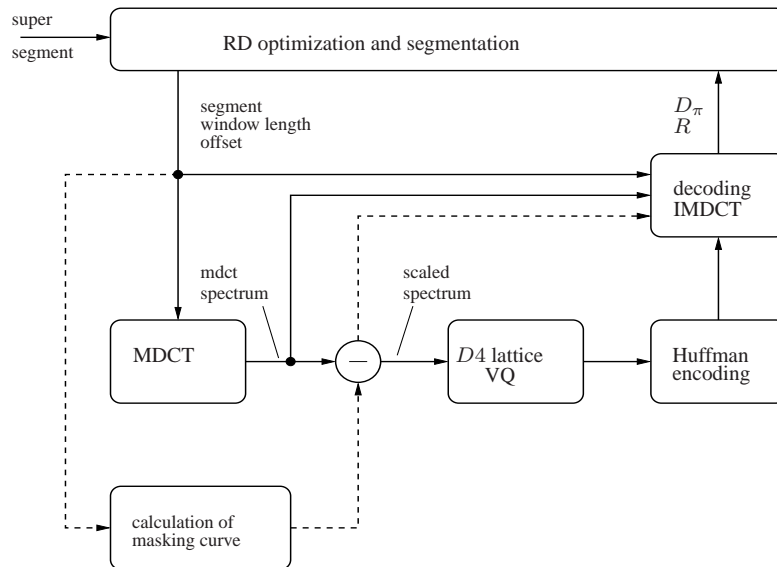 super
segment
RD optimization and segmentation
segment
window length
offset
Dπ
R
decoding
IMDCT
mdct
spectrum
scaled
spectrum
MDCT
—
D4 lattice
VQ
Huffman
encoding
calculation of
masking curve